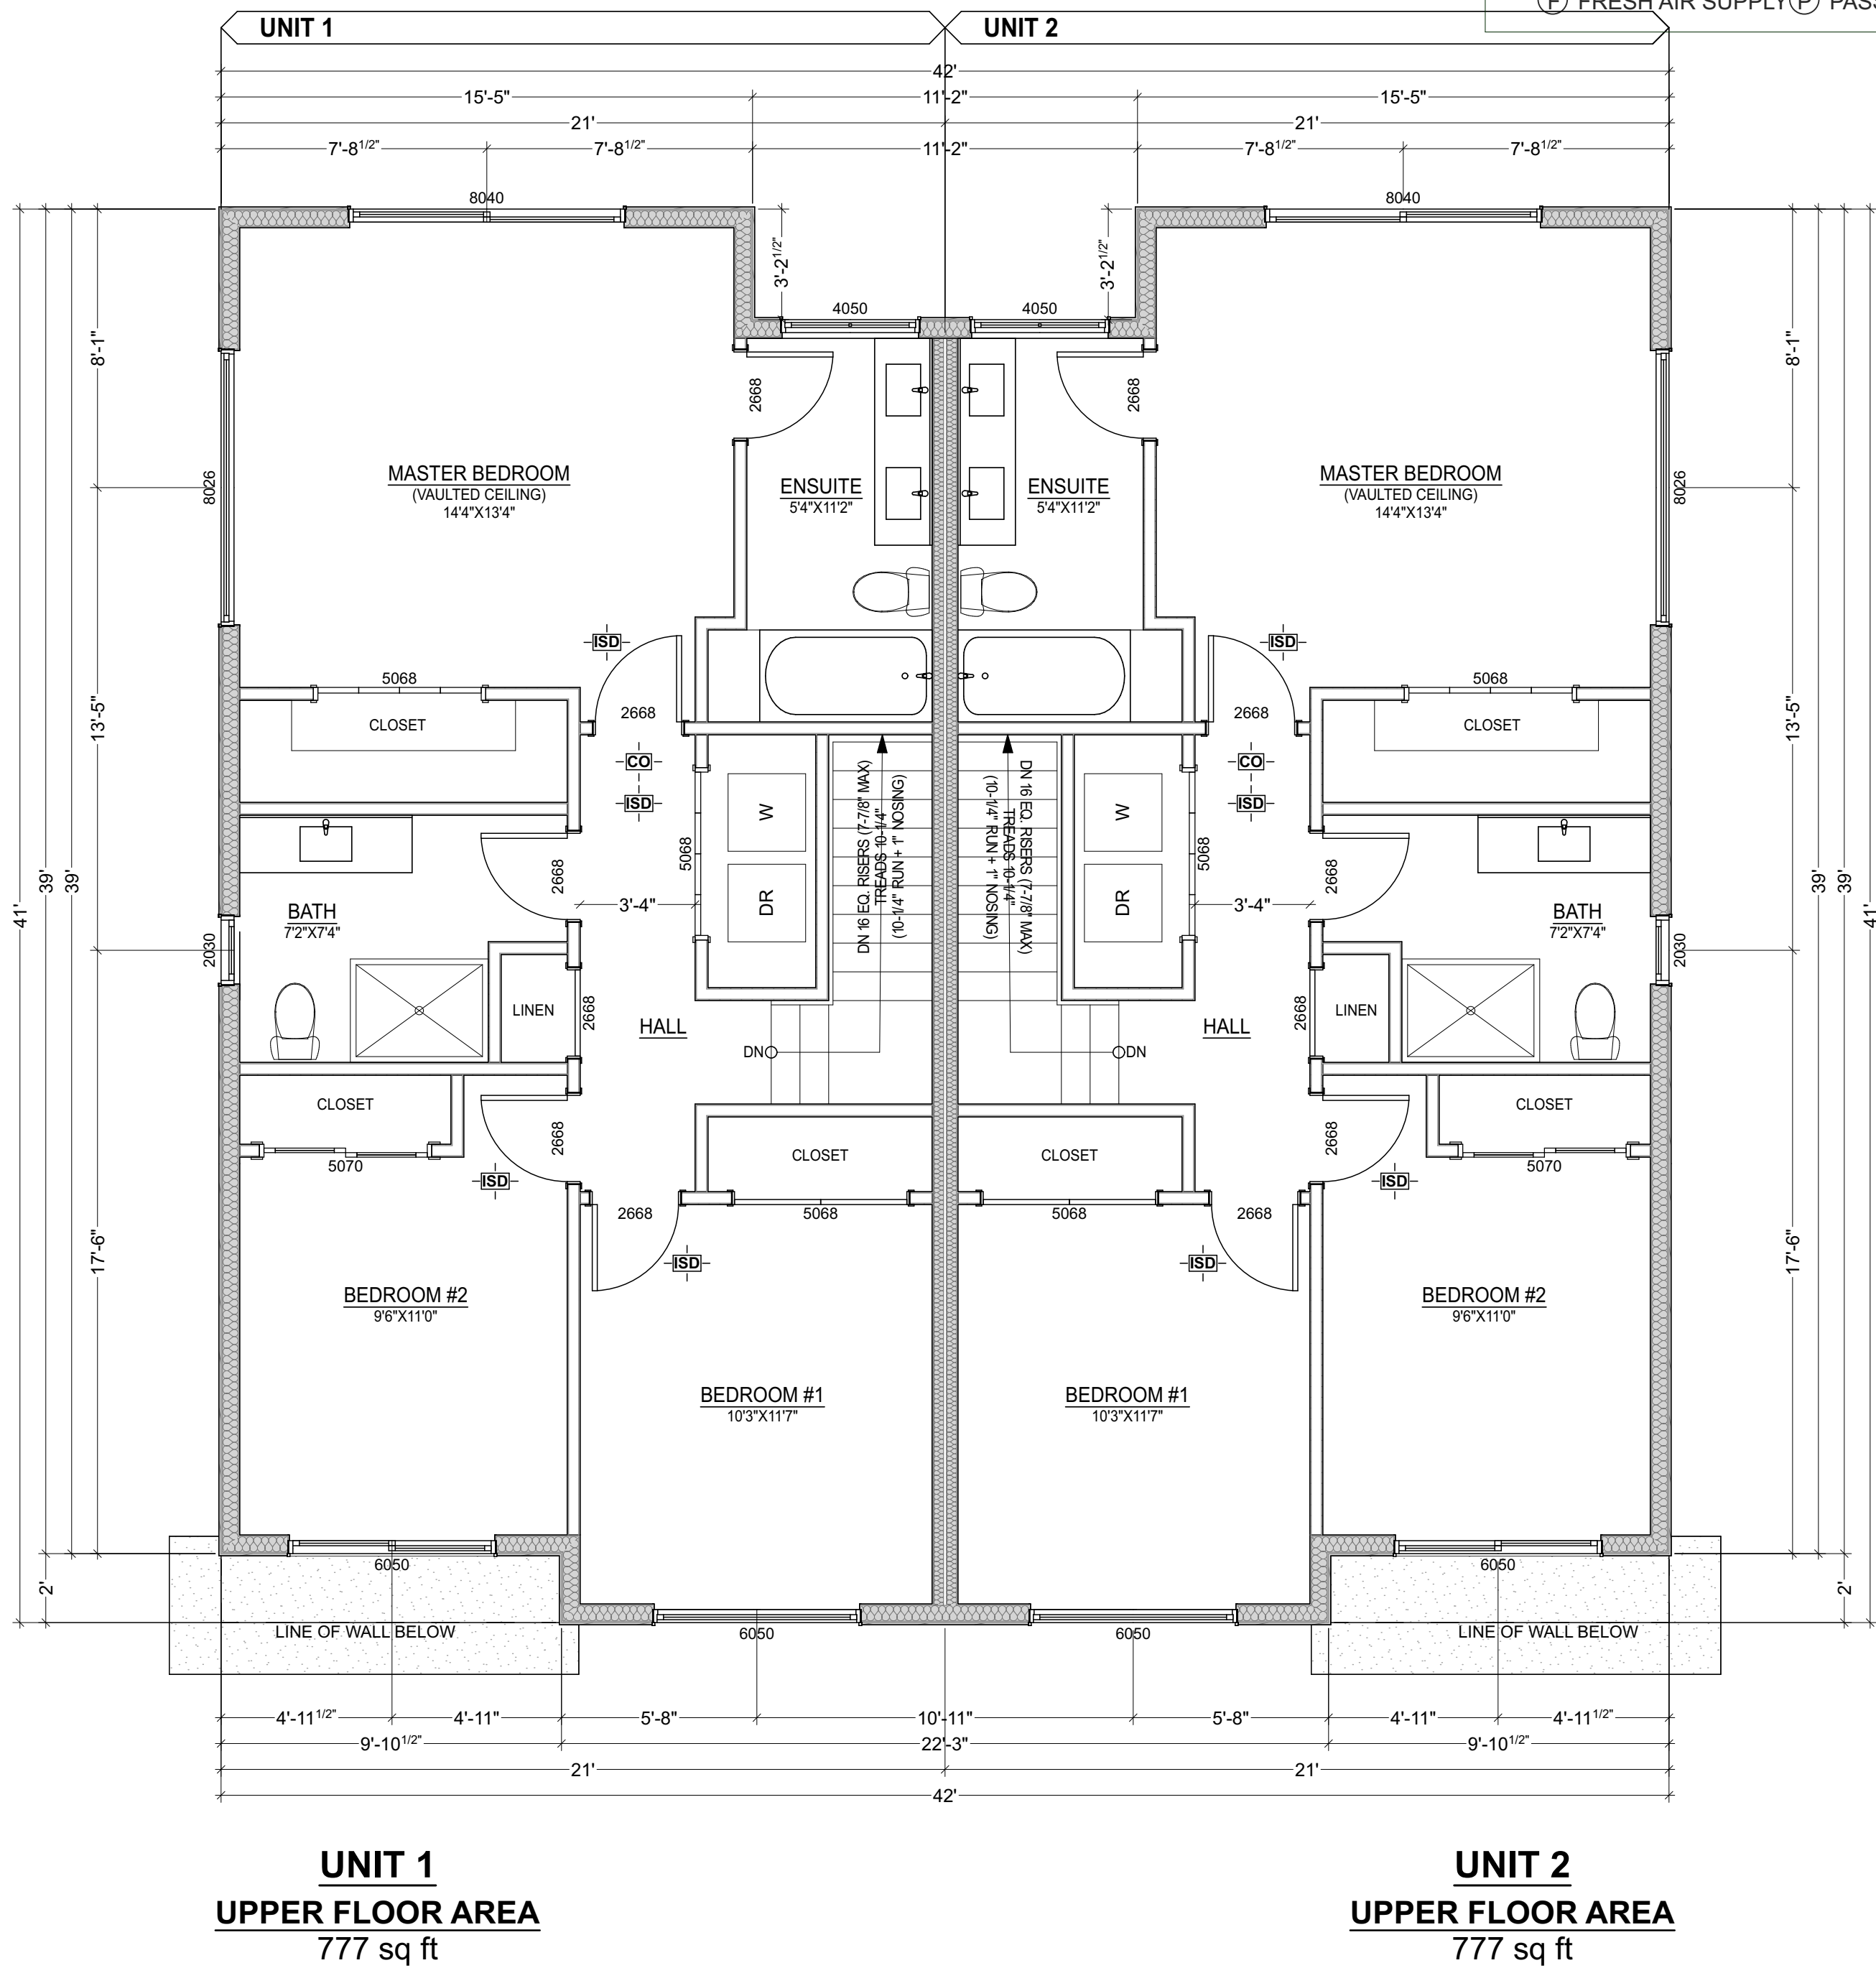 F FRESH AIR SUPPLY P
UNIT 1 UNIT 2
42'
15'-5" 11'-2" 15'-5"
21' 21'
7'-8 1/2" 7'-8 1/2" 11'-2" 7'-8 1/2" 7'-8 1/2"
8040 8040
3'-2 1/2" 3'-2 1/2"
4050 4050
8'-1" 8'-1"
2668 2668
MASTER BEDROOM ENSUITE ENSUITE MASTER BEDROOM
(VAULTED CEILING) (VAULTED CEILING)
14'4"X13'4" 5'4"X11'2" 5'4"X11'2" 14'4"X13'4"
8026 8026
ISD ISD
5068 5068
2668 2668
CLOSET CLOSET
13'-5" 13'-5"
CO CO
ISD ISD
W W
DN 16 EQ. RISERS (7-7/8" MAX)
TREADS 10-1/4"
(10-1/4" RUN + 1" NOSING)
DN 16 EQ. RISERS (7-7/8" MAX)
TREADS 10-1/4"
(10-1/4" RUN + 1" NOSING)
5068 5068
2668 2668
41' 39' 39' 39' 39' 41'
3'-4" DR DR 3'-4"
BATH BATH
7'2"X7'4" 7'2"X7'4"
2030 2030
LINEN 2668 2668 LINEN
HALL HALL
DN DN
CLOSET CLOSET
2668 2668
CLOSET CLOSET
5070 5070
ISD ISD
2668 5068 5068 2668
17'-6" 17'-6"
ISD ISD
BEDROOM #2 BEDROOM #2
9'6"X11'0" 9'6"X11'0"
BEDROOM #1 BEDROOM #1
10'3"X11'7" 10'3"X11'7"
6050 6050
2' 2'
LINE OF WALL BELOW LINE OF WALL BELOW
6050 6050
4'-11 1/2" 4'-11" 5'-8" 10'-11" 5'-8" 4'-11" 4'-11 1/2"
9'-10 1/2" 22'-3" 9'-10 1/2"
21' 21'
42'
UNIT 1
UPPER FLOOR AREA
777 sq ft
UNIT 2
UPPER FLOOR AREA
777 sq ft